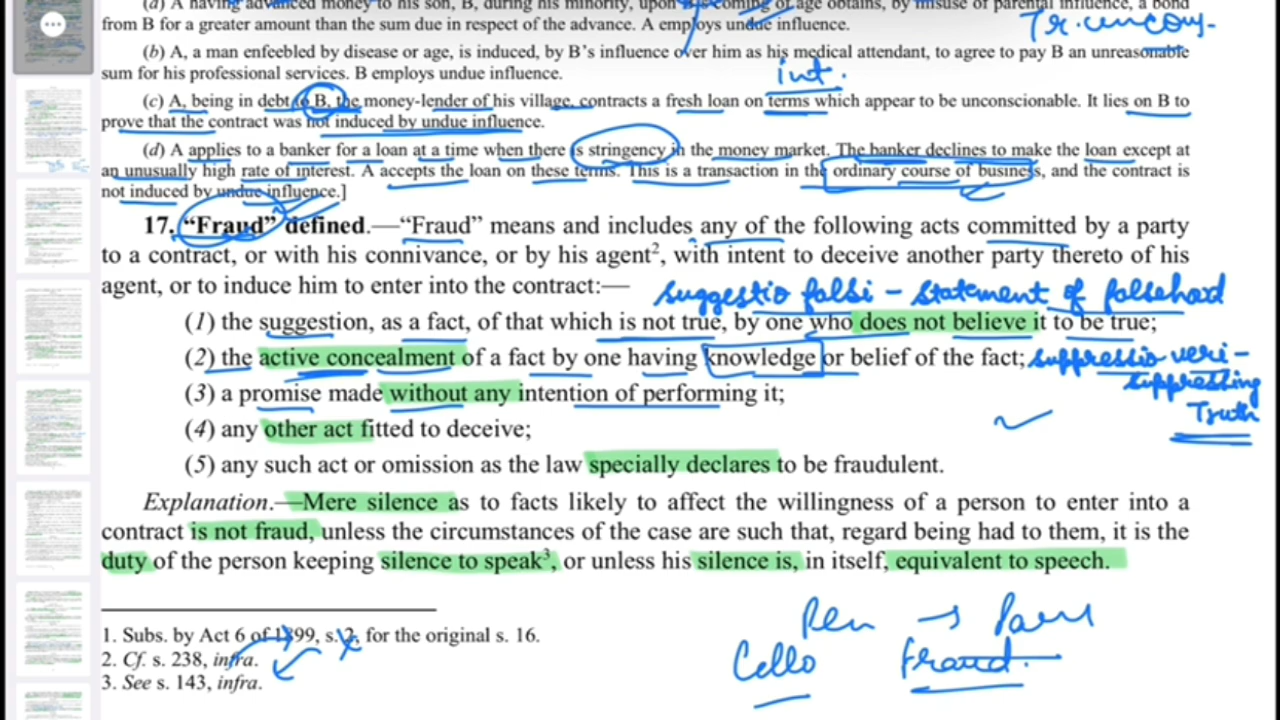 (a) A having advanced money to his son, B, during his minority, upon B's coming of age obtains, by misuse of parental influence, a bond
from B for a greater amount than the sum due in respect of the advance. A employs undue influence.
Tr. uncon.
(b) A, a man enfeebled by disease or age, is induced, by B's influence over him as his medical attendant, to agree to pay B an unreasonable
sum for his professional services. B employs undue influence.
int.
(c) A, being in debt to B, the money-lender of his village, contracts a fresh loan on terms which appear to be unconscionable. It lies on B to
prove that the contract was not induced by undue influence.
(d) A applies to a banker for a loan at a time when there is stringency in the money market. The banker declines to make the loan except at
an unusually high rate of interest. A accepts the loan on these terms. This is a transaction in the ordinary course of business, and the contract is
not induced by undue influence.]
17. “Fraud” defined.—“Fraud” means and includes any of the following acts committed by a party
to a contract, or with his connivance, or by his agent2, with intent to deceive another party thereto of his
agent, or to induce him to enter into the contract:—
suggestio falsi – statement of falsehood
(1) the suggestion, as a fact, of that which is not true, by one who does not believe it to be true;
(2) the active concealment of a fact by one having knowledge or belief of the fact; suppressio veri –
suppressing
Truth
(3) a promise made without any intention of performing it;
(4) any other act fitted to deceive;
(5) any such act or omission as the law specially declares to be fraudulent.
Explanation.—Mere silence as to facts likely to affect the willingness of a person to enter into a
contract is not fraud, unless the circumstances of the case are such that, regard being had to them, it is the
duty of the person keeping silence to speak3, or unless his silence is, in itself, equivalent to speech.
1. Subs. by Act 6 of 1899, s. 2, for the original s. 16.
2. Cf. s. 238, infra.
3. See s. 143, infra.
Pen →
Cello fraud.